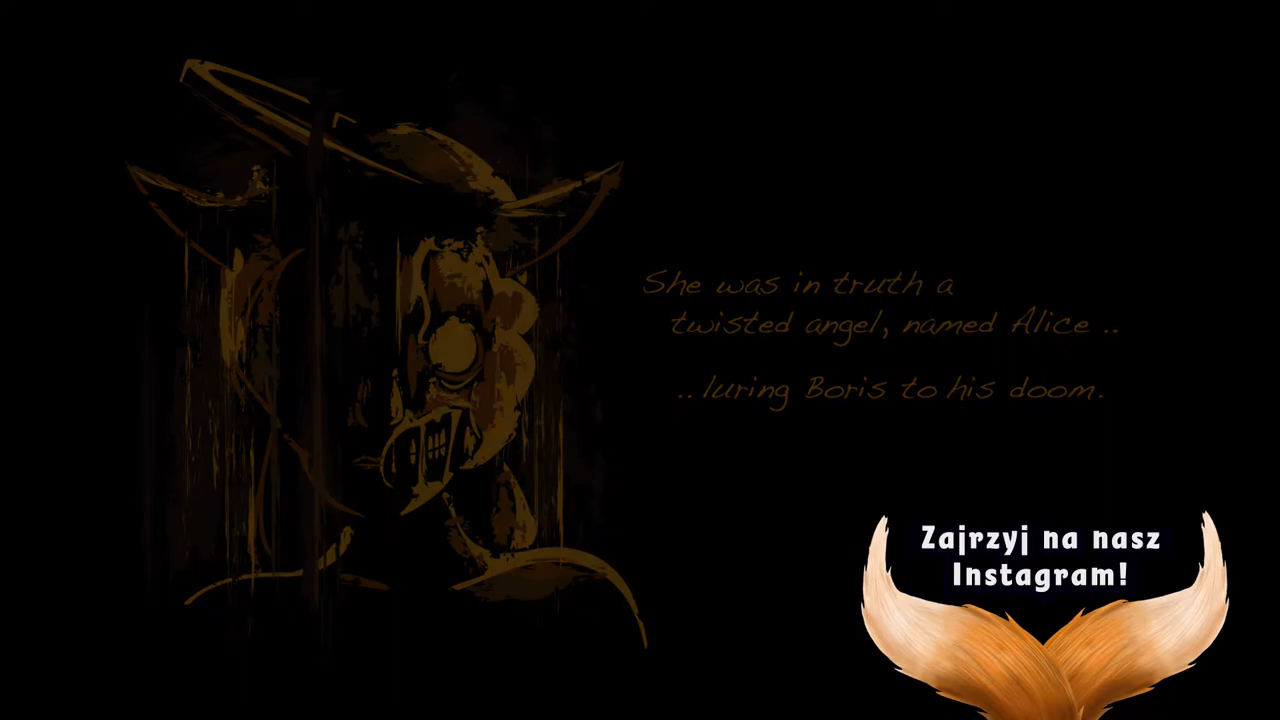 She was in truth a
twisted angel, named Alice ..
..luring Boris to his doom.
Zajrzyj na nasz
Instagram!